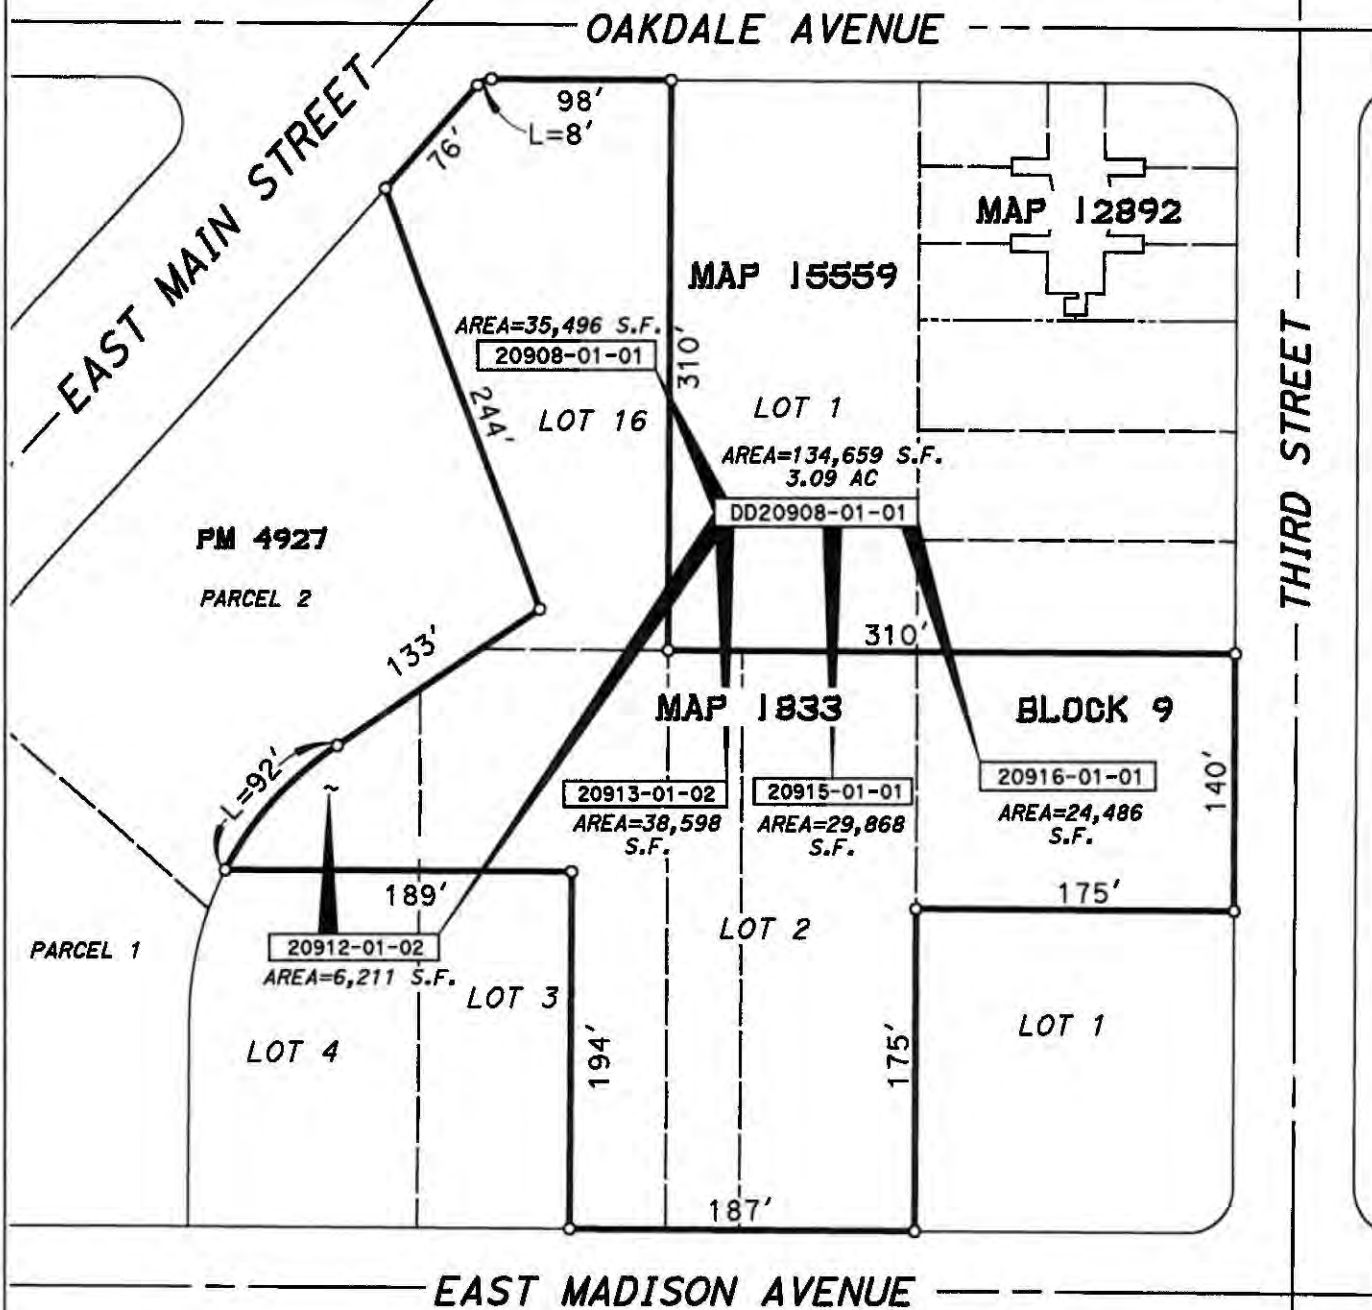 OAKDALE AVENUE
EAST MAIN STREET
98'
L=8'
76'
MAP 12892
MAP 15559
AREA=35,496 S.F.
20908-01-01
310'
244'
LOT 16
LOT 1
AREA=134,659 S.F.
3.09 AC
DD20908-01-01
THIRD STREET
PM 4927
PARCEL 2
133'
310'
MAP 1833
BLOCK 9
L=92'
140'
20913-01-02
AREA=38,598
S.F.
20915-01-01
AREA=29,868
S.F.
20916-01-01
AREA=24,486
S.F.
189'
175'
PARCEL 1
20912-01-02
AREA=6,211 S.F.
LOT 2
LOT 3
LOT 4
LOT 1
194'
175'
187'
EAST MADISON AVENUE